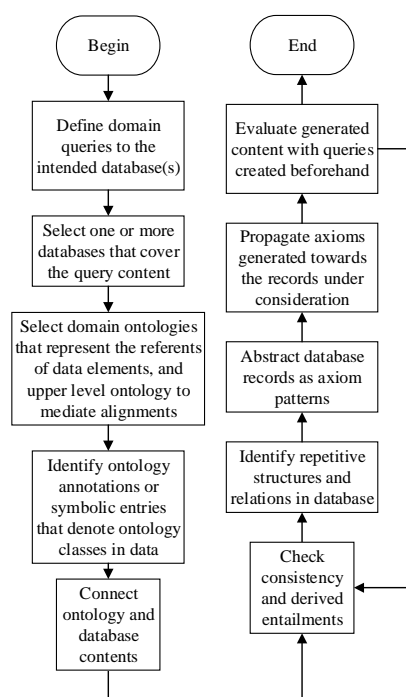 Begin
Define domain
queries to the
intended database(s)
Select one or more
databases that cover
the query content
Select domain ontologies
that represent the referents
of data elements, and
upper level ontology to
mediate alignments
Identify ontology
annotations or
symbolic entries
that denote ontology
classes in data
Connect
ontology and
database
contents
End
Evaluate generated
content with queries
created beforehand
Propagate axioms
generated towards
the records under
consideration
Abstract database
records as axiom
patterns
Identify repetitive
structures and
relations in database
Check
consistency
and derived
entailments